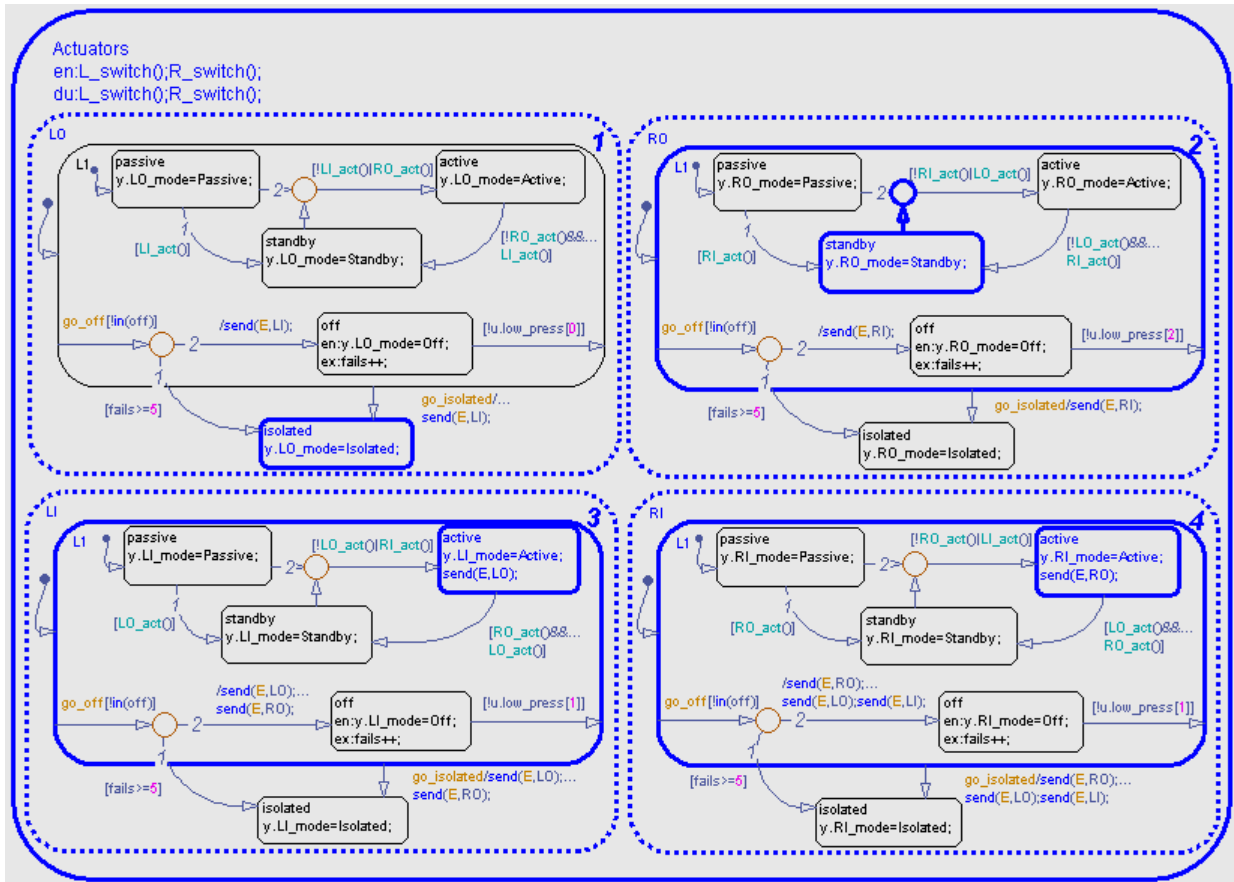 Actuators
en:L_switch();R_switch();
du:L_switch();R_switch();
LO
1
L1
passive
y.LO_mode=Passive;
2
[!LI_act()|RO_act()]
active
y.LO_mode=Active;
1
[LI_act()]
standby
y.LO_mode=Standby;
[!RO_act()&&...
LI_act()]
go_off[!in(off)]
2
/send(E,LI);
off
en:y.LO_mode=Off;
ex:fails++;
[!u.low_press[0]]
1
[fails>=5]
go_isolated/...
send(E,LI);
isolated
y.LO_mode=Isolated;
RO
2
L1
passive
y.RO_mode=Passive;
2
[!RI_act()|LO_act()]
active
y.RO_mode=Active;
1
[RI_act()]
standby
y.RO_mode=Standby;
[!LO_act()&&...
RI_act()]
go_off[!in(off)]
2
/send(E,RI);
off
en:y.RO_mode=Off;
ex:fails++;
[!u.low_press[2]]
1
[fails>=5]
go_isolated/send(E,RI);
isolated
y.RO_mode=Isolated;
LI
3
L1
passive
y.LI_mode=Passive;
2
[!LO_act()|RI_act()]
active
y.LI_mode=Active;
send(E,LO);
1
[LO_act()]
standby
y.LI_mode=Standby;
[RO_act()&&...
LO_act()]
go_off[!in(off)]
2
/send(E,LO);...
send(E,RO);
off
en:y.LI_mode=Off;
ex:fails++;
[!u.low_press[1]]
1
[fails>=5]
go_isolated/send(E,LO);...
send(E,RO);
isolated
y.LI_mode=Isolated;
RI
4
L1
passive
y.RI_mode=Passive;
2
[!RO_act()|LI_act()]
active
y.RI_mode=Active;
send(E,RO);
1
[RO_act()]
standby
y.RI_mode=Standby;
[LO_act()&&...
RO_act()]
go_off[!in(off)]
2
/send(E,RO);...
send(E,LO);send(E,LI);
off
en:y.RI_mode=Off;
ex:fails++;
[!u.low_press[1]]
1
[fails>=5]
go_isolated/send(E,RO);...
send(E,LO);send(E,LI);
isolated
y.RI_mode=Isolated;